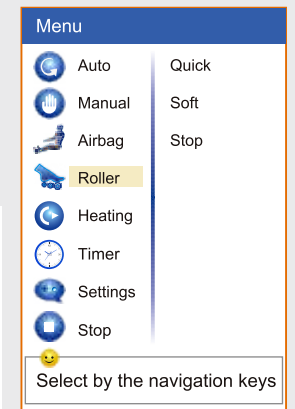 Menu
Auto
Manual
Airbag
Roller
Heating
Timer
Settings
Stop
Quick
Soft
Stop
Select by the navigation keys